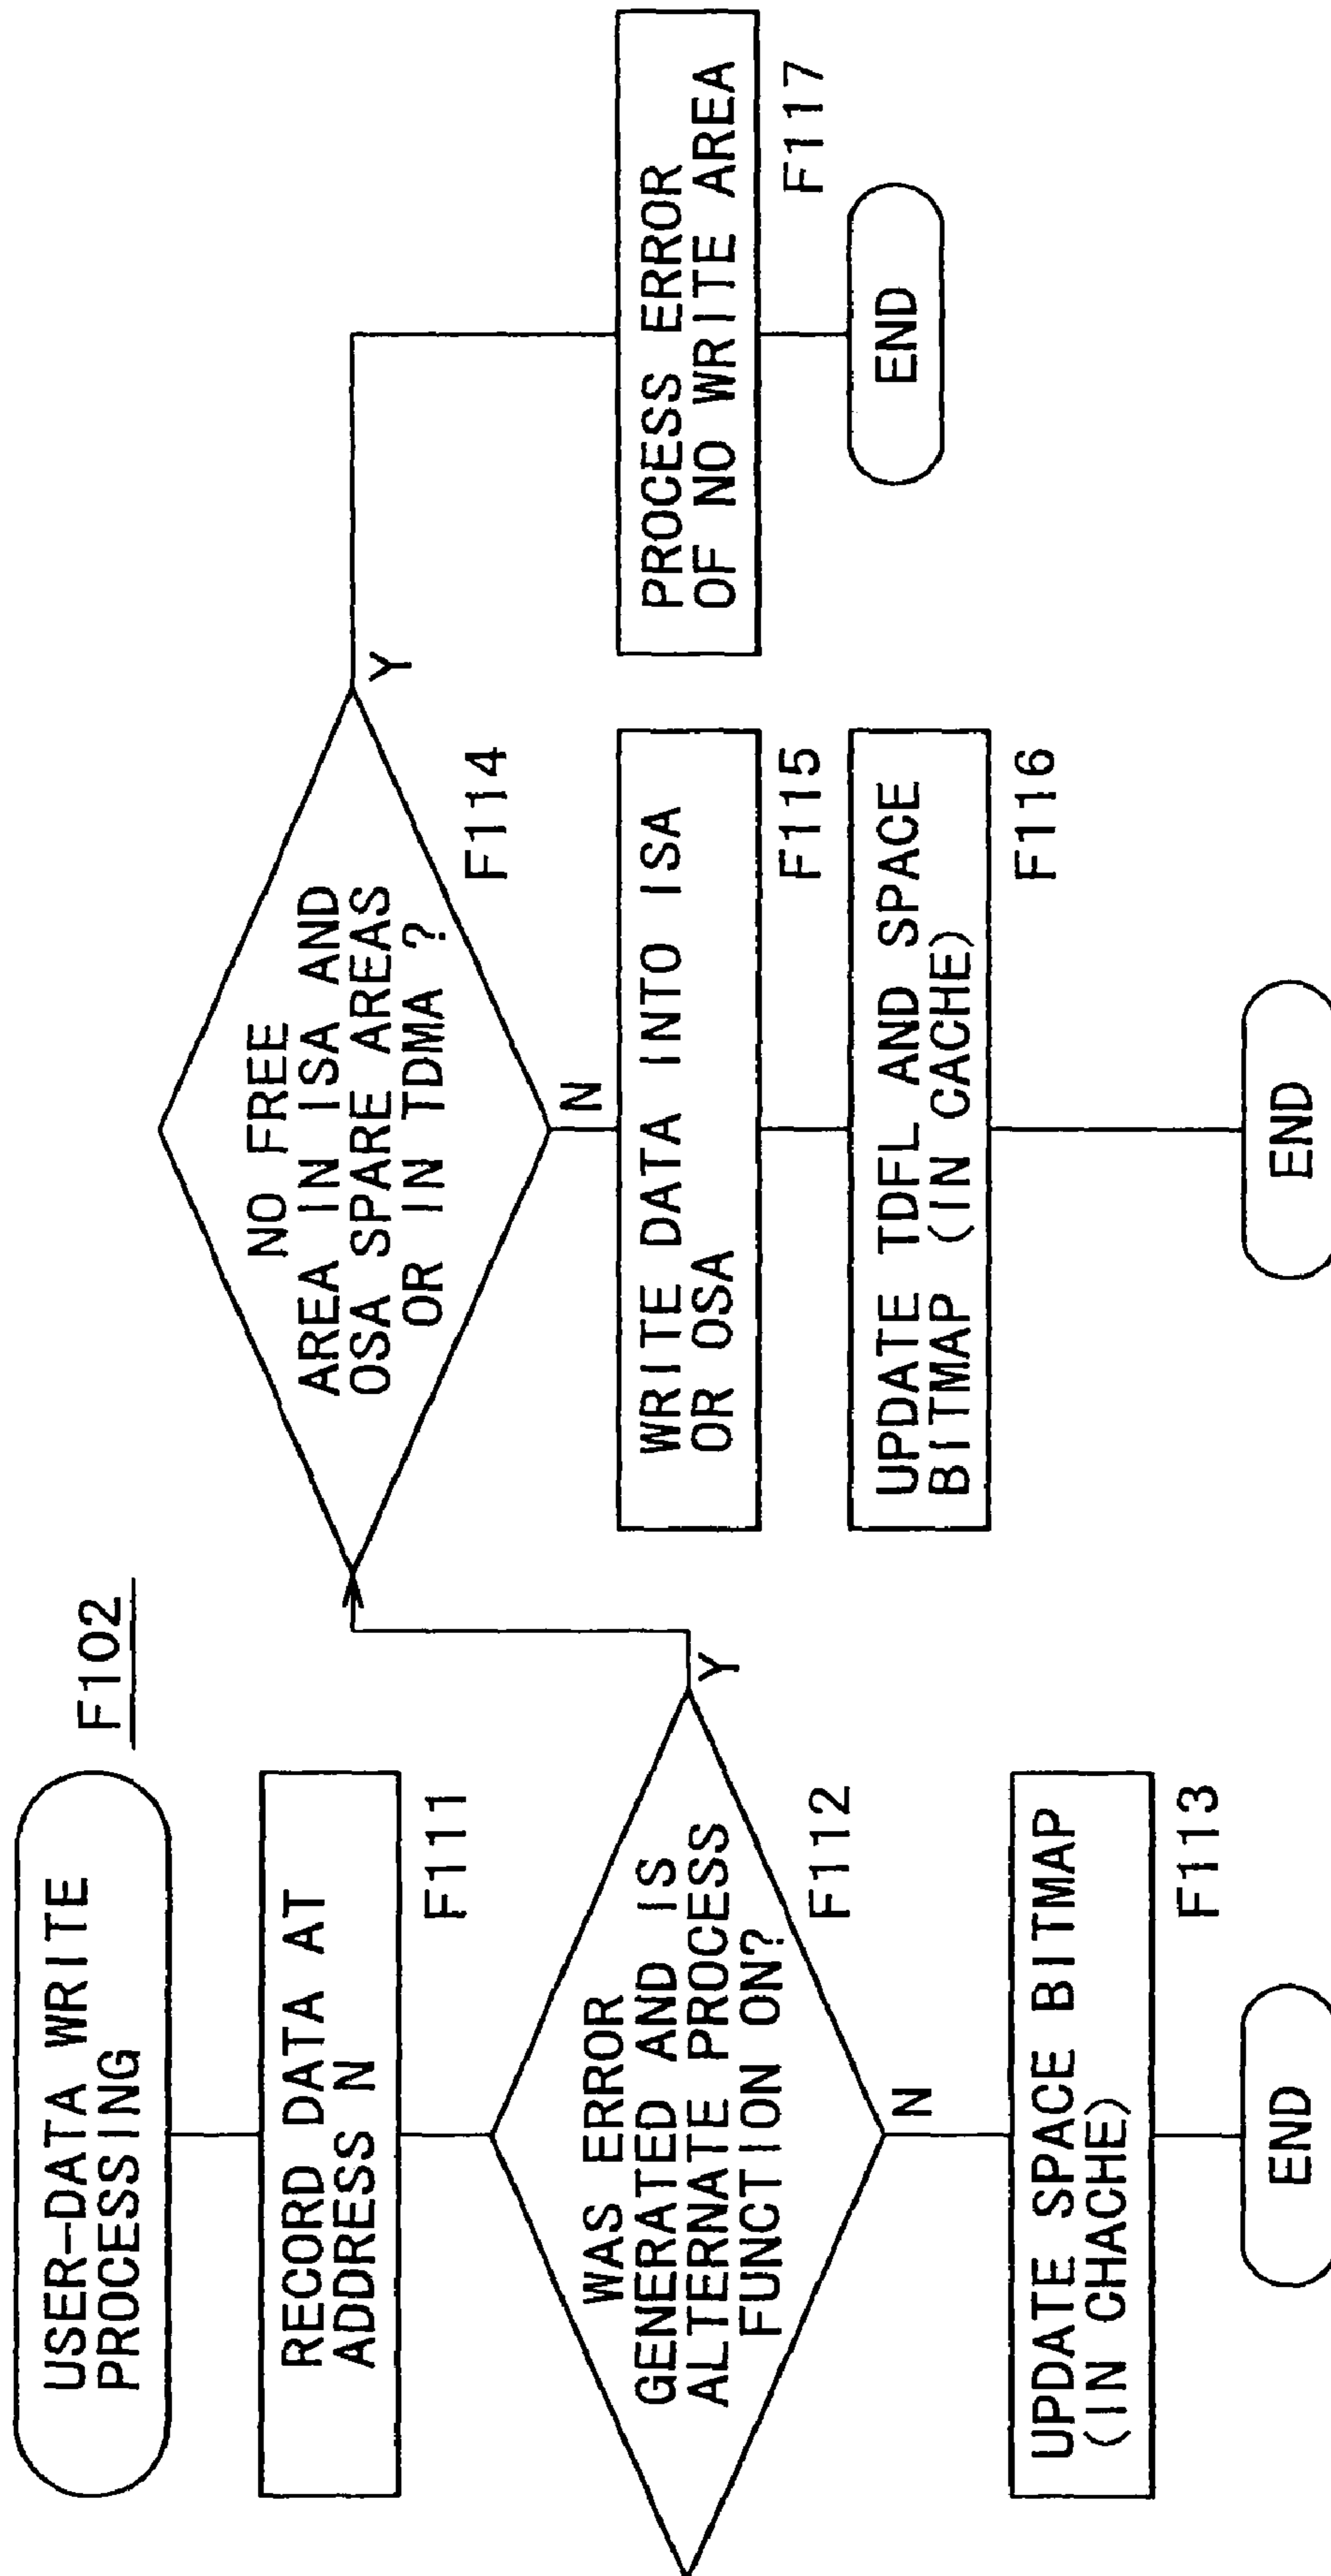 F102
USER-DATA WRITE
PROCESSING
RECORD DATA AT
ADDRESS N
F111
WAS ERROR
GENERATED AND IS
ALTERNATE PROCESS
FUNCTION ON?
Y
F112
N
UPDATE SPACE BITMAP
(IN CHACHE)
F113
END
NO FREE
AREA IN ISA AND
OSA SPARE AREAS
OR IN TDMA ?
Y
F114
N
WRITE DATA INTO ISA
OR OSA
F115
UPDATE TDFL AND SPACE
BITMAP (IN CACHE)
F116
END
PROCESS ERROR
OF NO WRITE AREA
F117
END